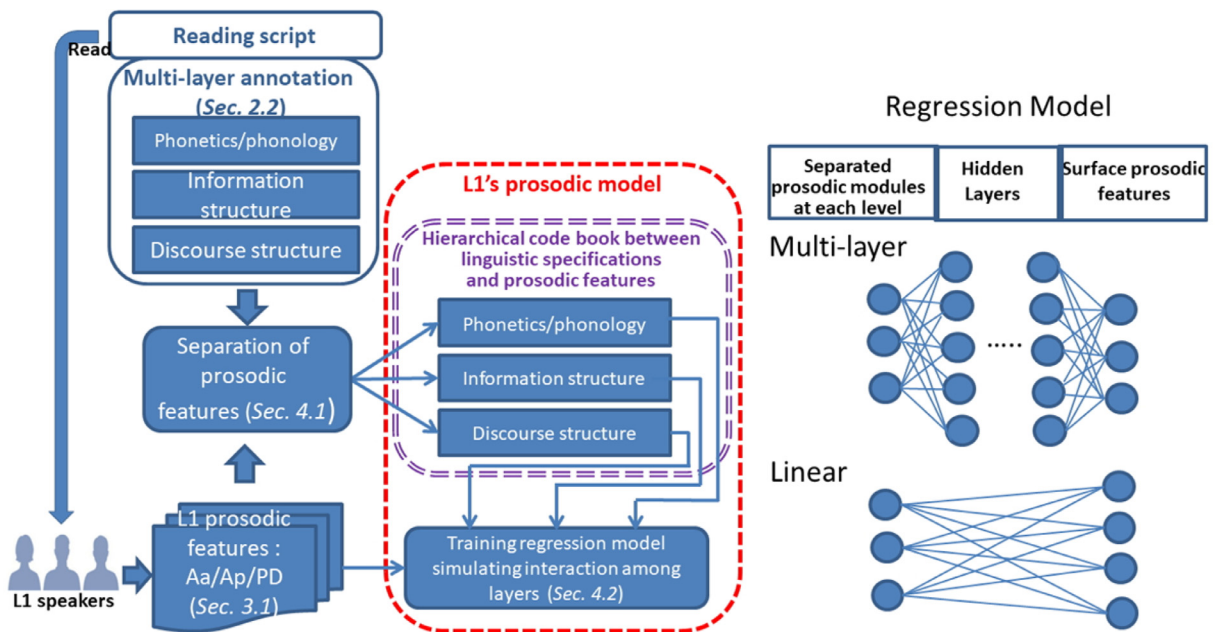 Reading script
Read
Multi-layer annotation
(Sec. 2.2)
Phonetics/phonology
Information
structure
Discourse structure
Separation of
prosodic
features (Sec. 4.1)
L1 prosodic
features :
Aa/Ap/PD
(Sec. 3.1)
L1 speakers
L1's prosodic model
Hierarchical code book between
linguistic specifications
and prosodic features
Phonetics/phonology
Information structure
Discourse structure
Training regression model
simulating interaction among
layers (Sec. 4.2)
Regression Model
Separated
prosodic modules
at each level
Hidden
Layers
Surface prosodic
features
Multi-layer
.....
Linear